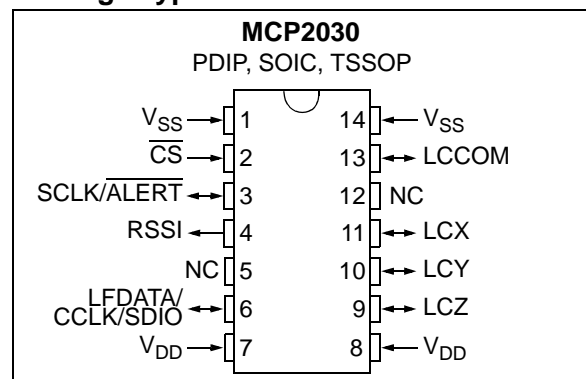 MCP2030
PDIP, SOIC, TSSOP
VSS 1 14 VSS
CS 2 13 LCCOM
SCLK/ALERT 3 12 NC
RSSI 4 11 LCX
NC 5 10 LCY
LFDATA/
CCLK/SDIO 6 9 LCZ
VDD 7 8 VDD